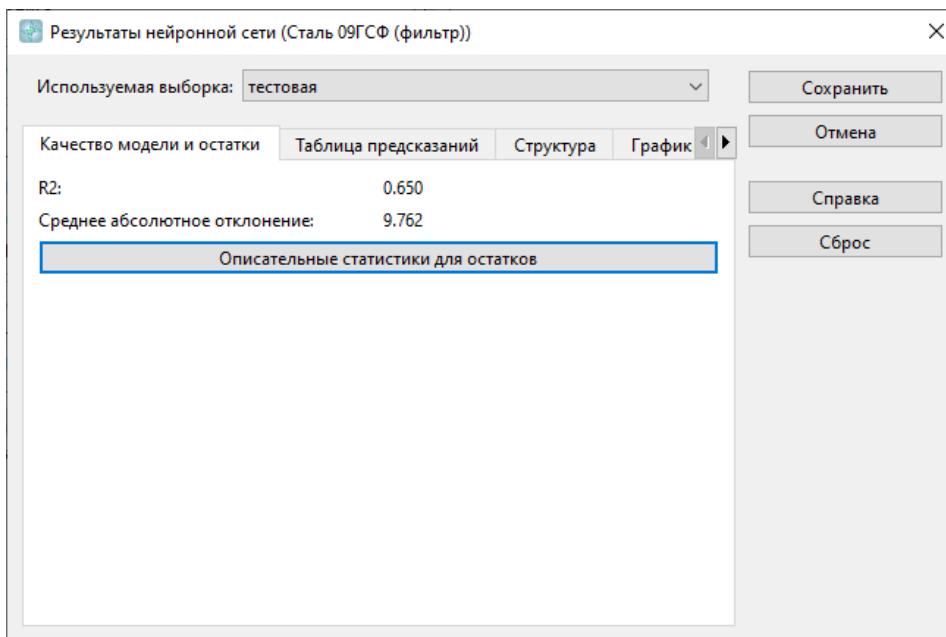 Результаты нейронной сети (Сталь 09ГСФ (фильтр))
Используемая выборка: тестовая
Сохранить
Отмена
Справка
Сброс
Качество модели и остатки Таблица предсказаний Структура График
R2: 0.650
Среднее абсолютное отклонение: 9.762
Описательные статистики для остатков